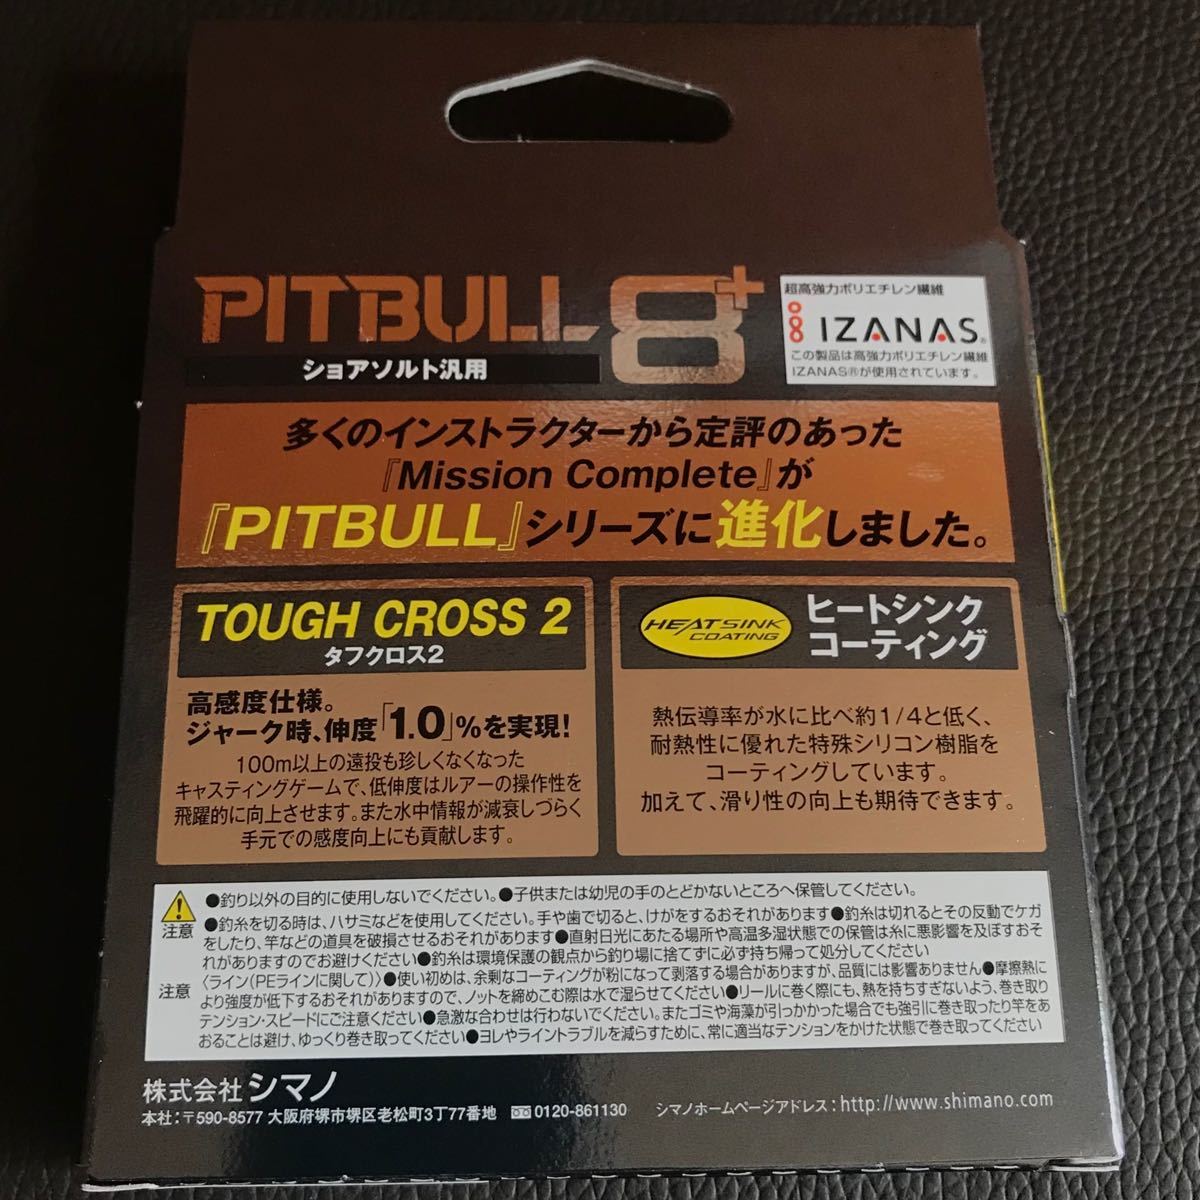 PITBULL 8+
ショアソルト汎用
超高強力ポリエチレン繊維
IZANAS®
この製品は高強力ポリエチレン繊維
IZANAS®が使用されています。
多くのインストラクターから定評のあった
『Mission Complete』が
『PITBULL』シリーズに進化しました。
TOUGH CROSS 2
タフクロス2
高感度仕様。
ジャーク時、伸度「1.0」%を実現!
100m以上の遠投も珍しくなくなった
キャスティングゲームで、低伸度はルアーの操作性を
飛躍的に向上させます。また水中情報が減衰しづらく
手元での感度向上にも貢献します。
HEATSINK
COATING
ヒートシンク
コーティング
熱伝導率が水に比べ約1/4と低く、
耐熱性に優れた特殊シリコン樹脂を
コーティングしています。
加えて、滑り性の向上も期待できます。
注意
●釣り以外の目的に使用しないでください。●子供または幼児の手のとどかないところへ保管してください。
注意
●釣糸を切る時は、ハサミなどを使用してください。手や歯で切ると、けがをするおそれがあります●釣糸は切れるとその反動でケガ
をしたり、竿などの道具を破損させるおそれがあります●直射日光にあたる場所や高温多湿状態での保管は糸に悪影響を及ぼすおそ
れがありますのでお避けください●釣糸は環境保護の観点から釣り場に捨てずに必ず持ち帰って処分してください
〈ライン(PEラインに関して)〉●使い初めは、余剰なコーティングが粉になって剥落する場合がありますが、品質には影響ありません●摩擦熱に
より強度が低下するおそれがありますので、ノットを締めこむ際は水で湿らせてください●リールに巻く際にも、熱を持ちすぎないよう、巻き取り
テンション・スピードにご注意ください●急激な合わせは行わないでください。またゴミや海藻が引っかかった場合でも強引に巻き取ったり竿をあ
おることは避け、ゆっくり巻き取ってください●ヨレやライントラブルを減らすために、常に適当なテンションをかけた状態で巻き取ってください
株式会社 シマノ
本社:〒590-8577 大阪府堺市堺区老松町3丁77番地 0120-861130 シマノホームページアドレス:http://www.shimano.com/